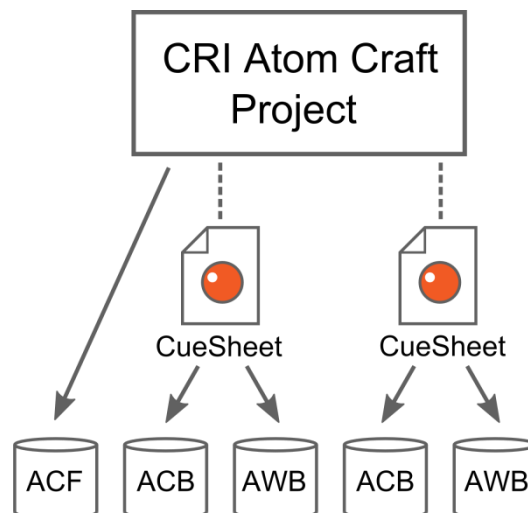 CRI Atom Craft
Project
CueSheet
CueSheet
ACF
ACB
AWB
ACB
AWB